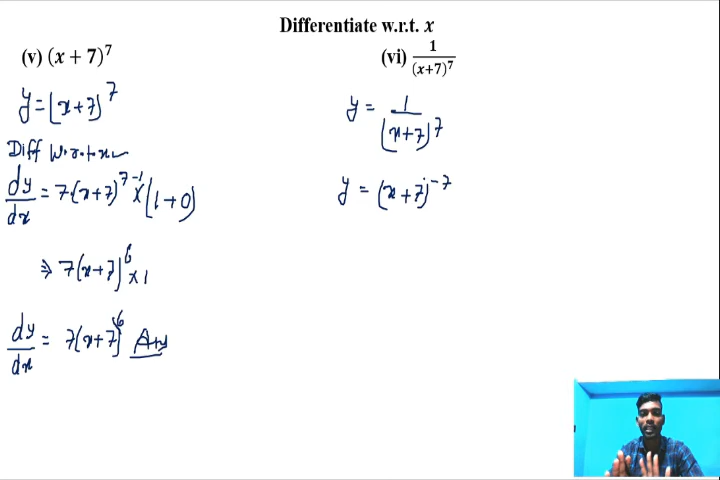 Differentiate w.r.t. x
(v) (x + 7)⁷
y = (x+7)⁷
Diff w.r.to x
dy/dx = 7(x+7)⁷⁻¹ × (1+0)
⇒ 7(x+7)⁶ × 1
dy/dx = 7(x+7)⁶ Ans
(vi) 1/(x+7)⁷
y = 1/(x+7)⁷
y = (x+7)⁻⁷